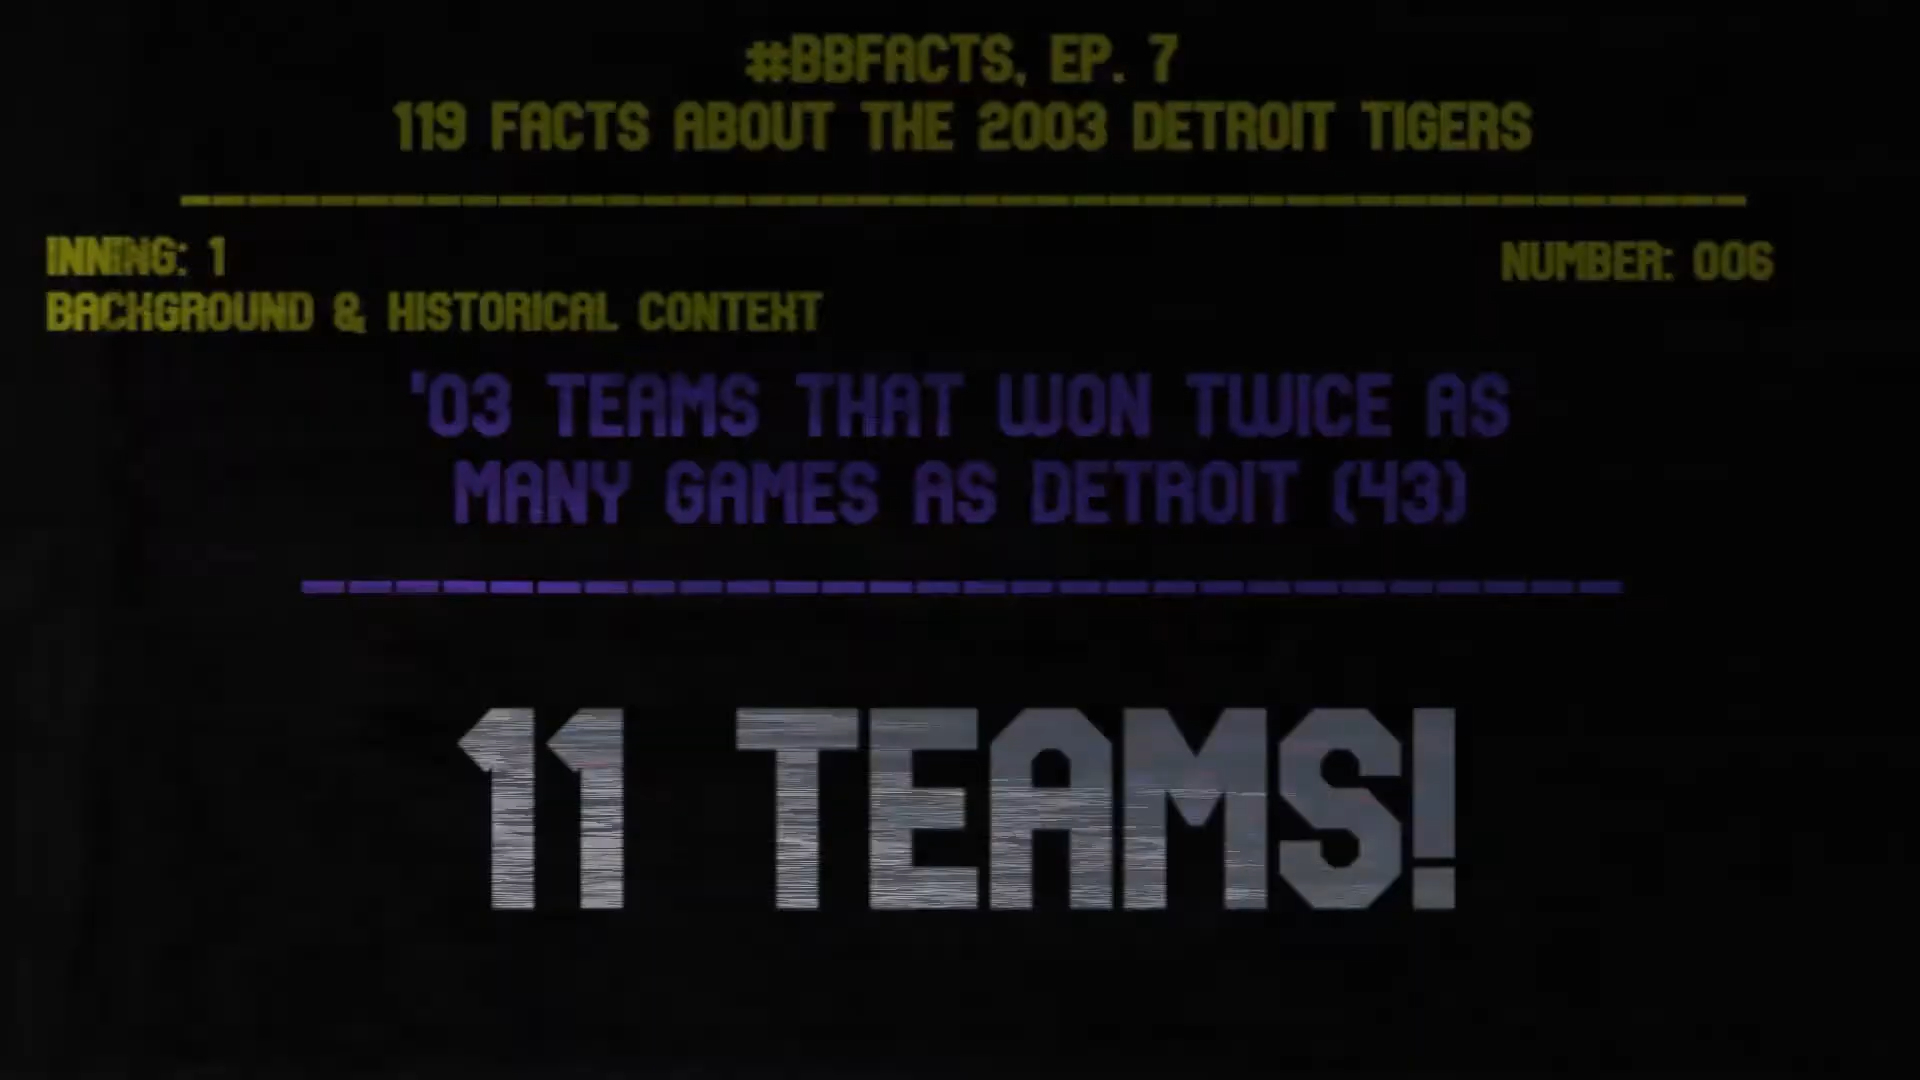 #BBFACTS, EP. 7
119 FACTS ABOUT THE 2003 DETROIT TIGERS
INNING: 1
NUMBER: 006
BACKGROUND & HISTORICAL CONTEXT
'03 TEAMS THAT WON TWICE AS
MANY GAMES AS DETROIT (43)
11 TEAMS!